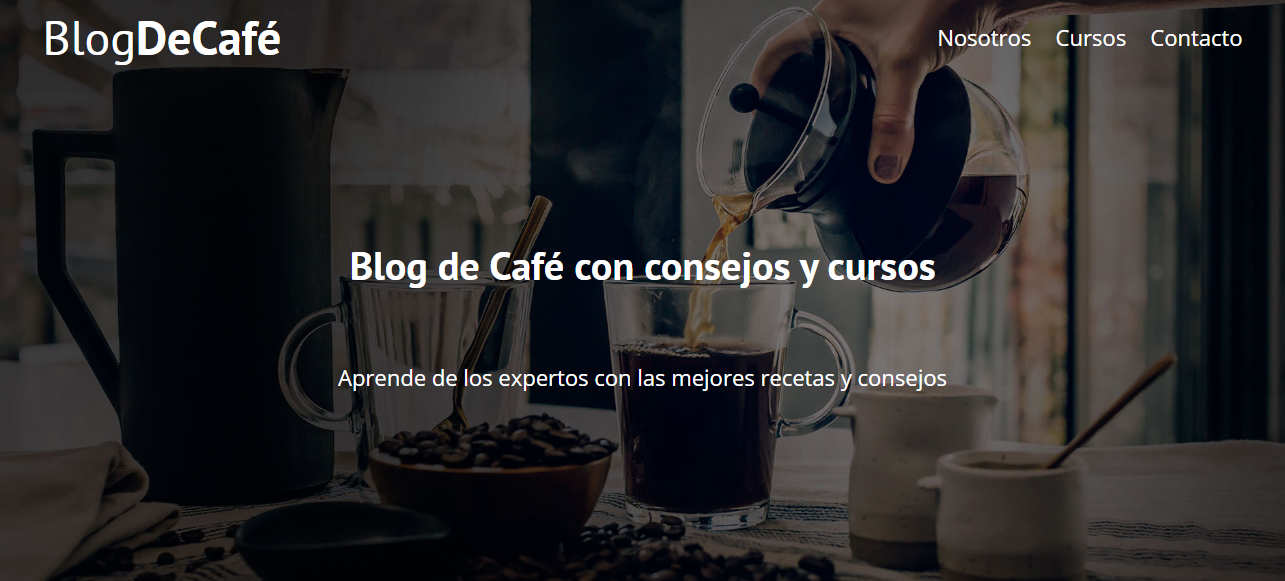 BlogDeCafé
Nosotros Cursos Contacto
Blog de Café con consejos y cursos
Aprende de los expertos con las mejores recetas y consejos